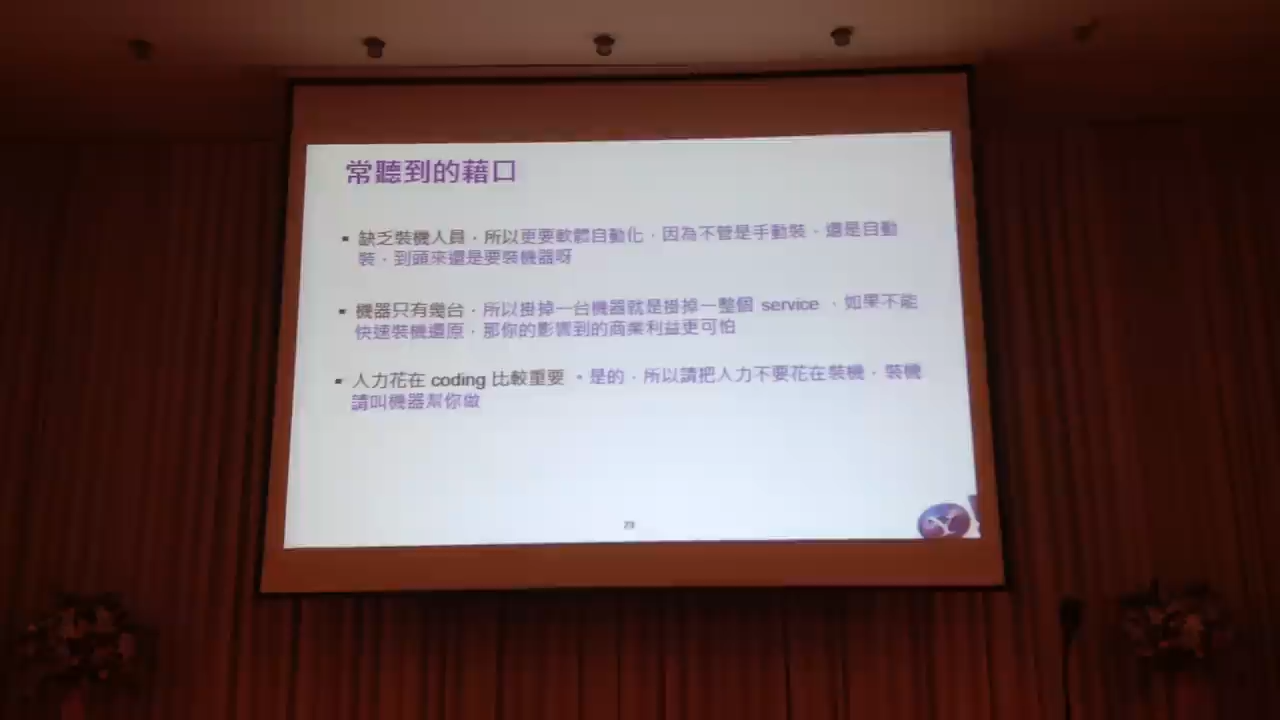 常聽到的藉口
▪ 缺乏裝機人員，所以更要軟體自動化，因為不管是手動裝，還是自動
裝，到頭來還是要裝機器呀
▪ 機器只有幾台，所以掛掉一台機器就是掛掉一整個 service ，如果不能
快速裝機還原，那你的影響到的商業利益更可怕
▪ 人力花在 coding 比較重要 。是的，所以請把人力不要花在裝機，裝機
請叫機器幫你做